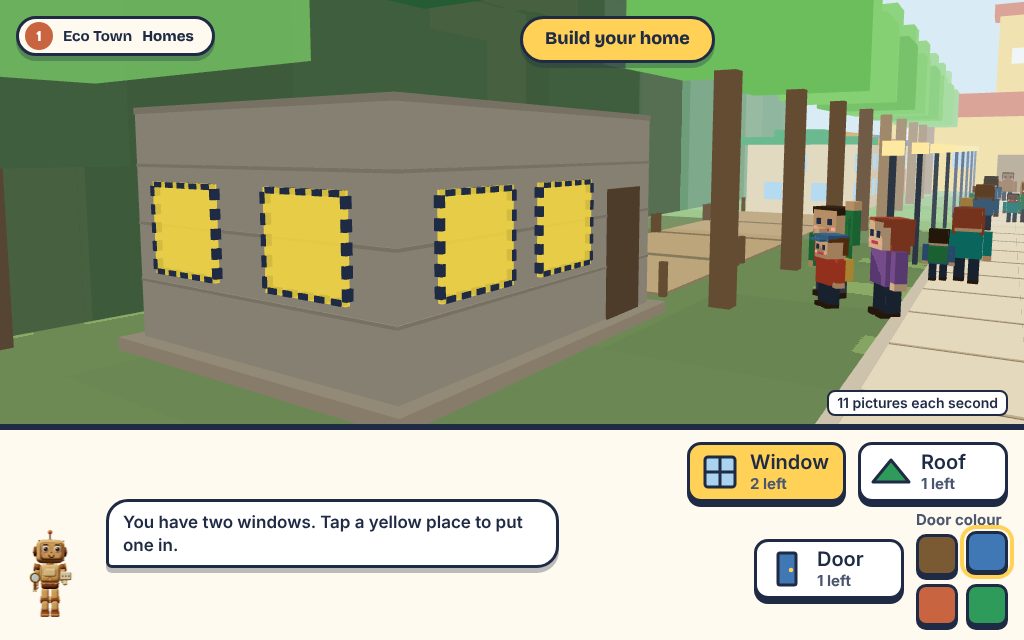 1 Eco Town Homes
Build your home
11 pictures each second
You have two windows. Tap a yellow place to put
one in.
Window
2 left
Roof
1 left
Door colour
Door
1 left